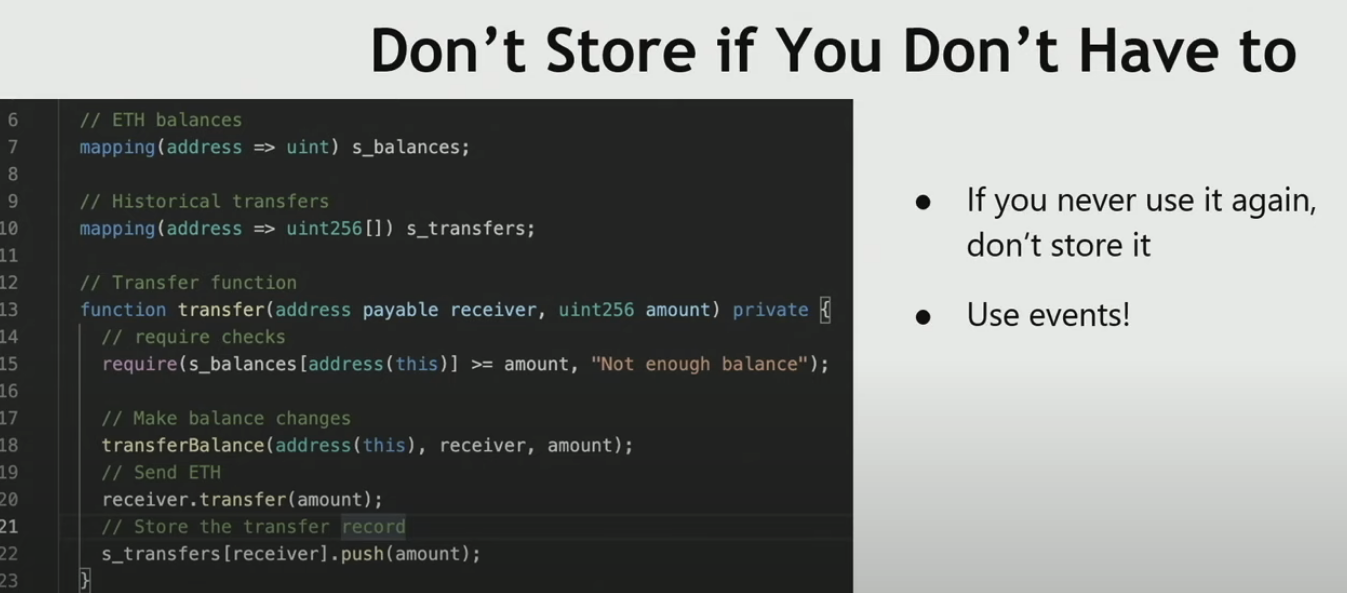 Don't Store if You Don't Have to
6 // ETH balances
7 mapping(address => uint) s_balances;
8
9 // Historical transfers
10 mapping(address => uint256[]) s_transfers;
11
12 // Transfer function
13 function transfer(address payable receiver, uint256 amount) private {
14 // require checks
15 require(s_balances[address(this)] >= amount, "Not enough balance");
16
17 // Make balance changes
18 transferBalance(address(this), receiver, amount);
19 // Send ETH
20 receiver.transfer(amount);
21 // Store the transfer record
22 s_transfers[receiver].push(amount);
23 }
● If you never use it again,
don't store it
● Use events!